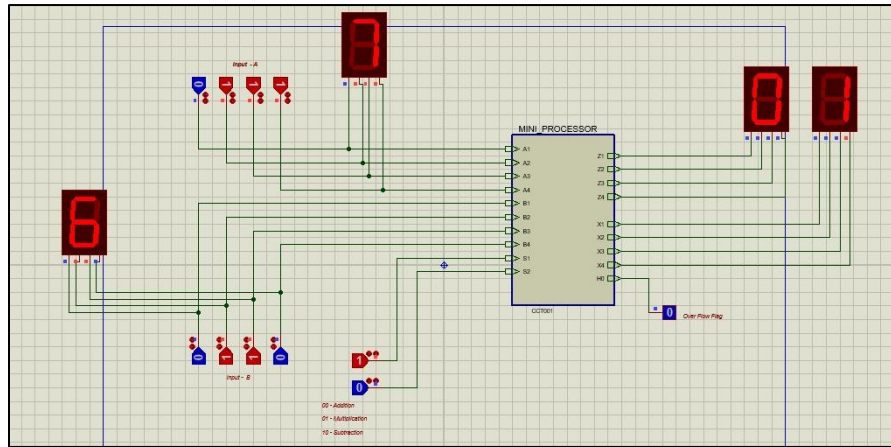 7
Input - A
0 1 1 1
0 1
MINI_PROCESSOR
A1
A2
A3
A4
B1
B2
B3
B4
S1
S2
Z1
Z2
Z3
Z4
X1
X2
X3
X4
H0
6
CCT001
0
Over Flow Flag
0 1 1 0
Input - B
1
0
00 - Addition
01 - Multiplication
10 - Subtraction